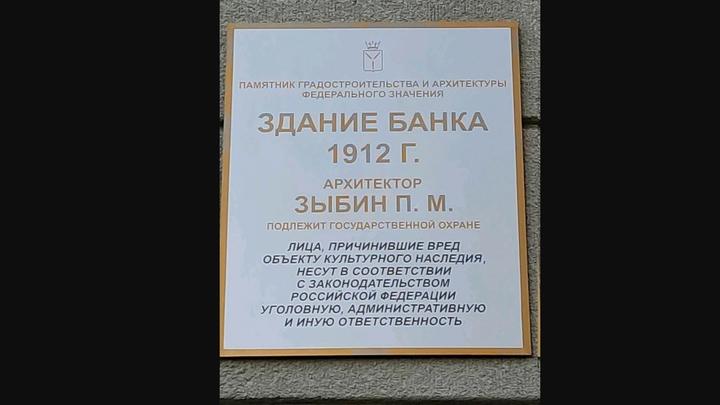 ПАМЯТНИК ГРАДОСТРОИТЕЛЬСТВА И АРХИТЕКТУРЫ
ФЕДЕРАЛЬНОГО ЗНАЧЕНИЯ
ЗДАНИЕ БАНКА
1912 Г.
АРХИТЕКТОР
ЗЫБИН П. М.
ПОДЛЕЖИТ ГОСУДАРСТВЕННОЙ ОХРАНЕ
ЛИЦА, ПРИЧИНИВШИЕ ВРЕД
ОБЪЕКТУ КУЛЬТУРНОГО НАСЛЕДИЯ,
НЕСУТ В СООТВЕТСТВИИ
С ЗАКОНОДАТЕЛЬСТВОМ
РОССИЙСКОЙ ФЕДЕРАЦИИ
УГОЛОВНУЮ, АДМИНИСТРАТИВНУЮ
И ИНУЮ ОТВЕТСТВЕННОСТЬ